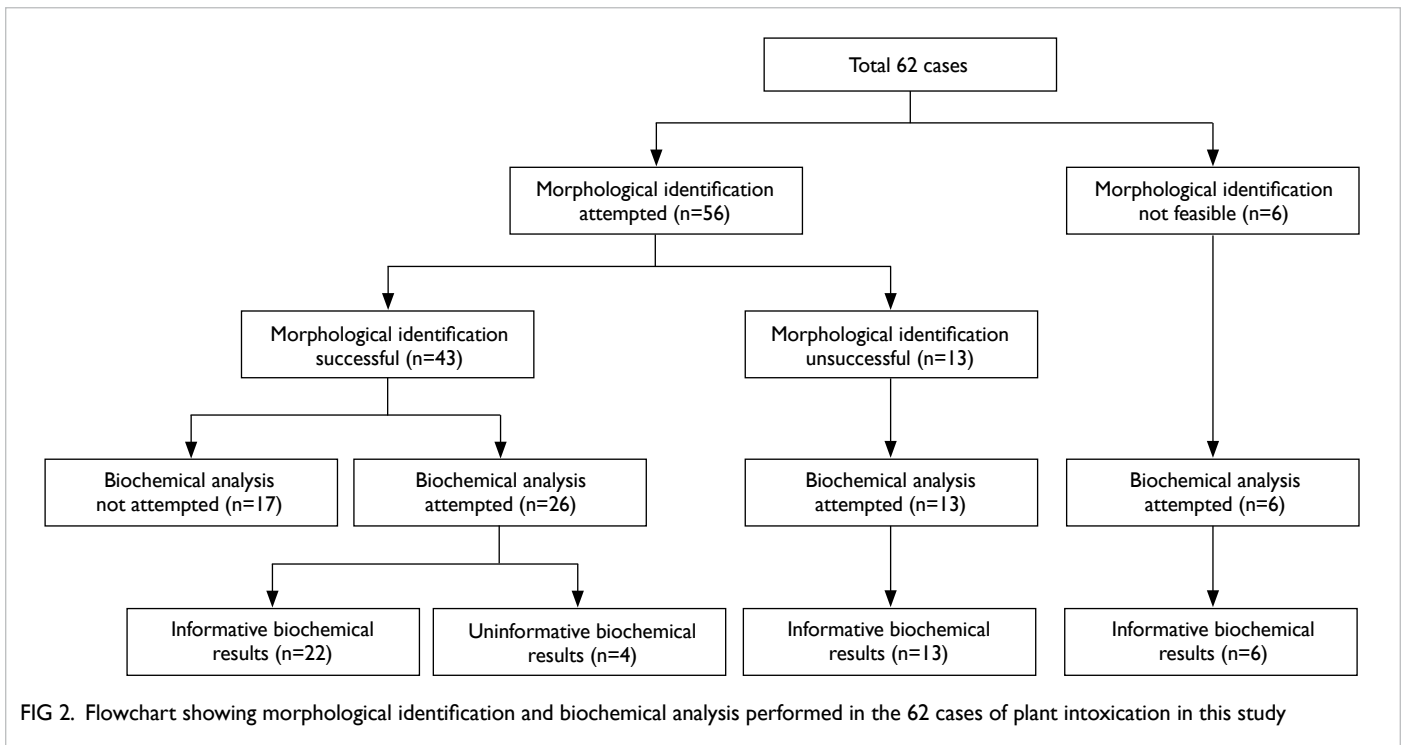 Total 62 cases
Morphological identification
attempted (n=56)
Morphological identification
not feasible (n=6)
Morphological identification
successful (n=43)
Morphological identification
unsuccessful (n=13)
Biochemical analysis
not attempted (n=17)
Biochemical analysis
attempted (n=26)
Biochemical analysis
attempted (n=13)
Biochemical analysis
attempted (n=6)
Informative biochemical
results (n=22)
Uninformative biochemical
results (n=4)
Informative biochemical
results (n=13)
Informative biochemical
results (n=6)
FIG 2. Flowchart showing morphological identification and biochemical analysis performed in the 62 cases of plant intoxication in this study